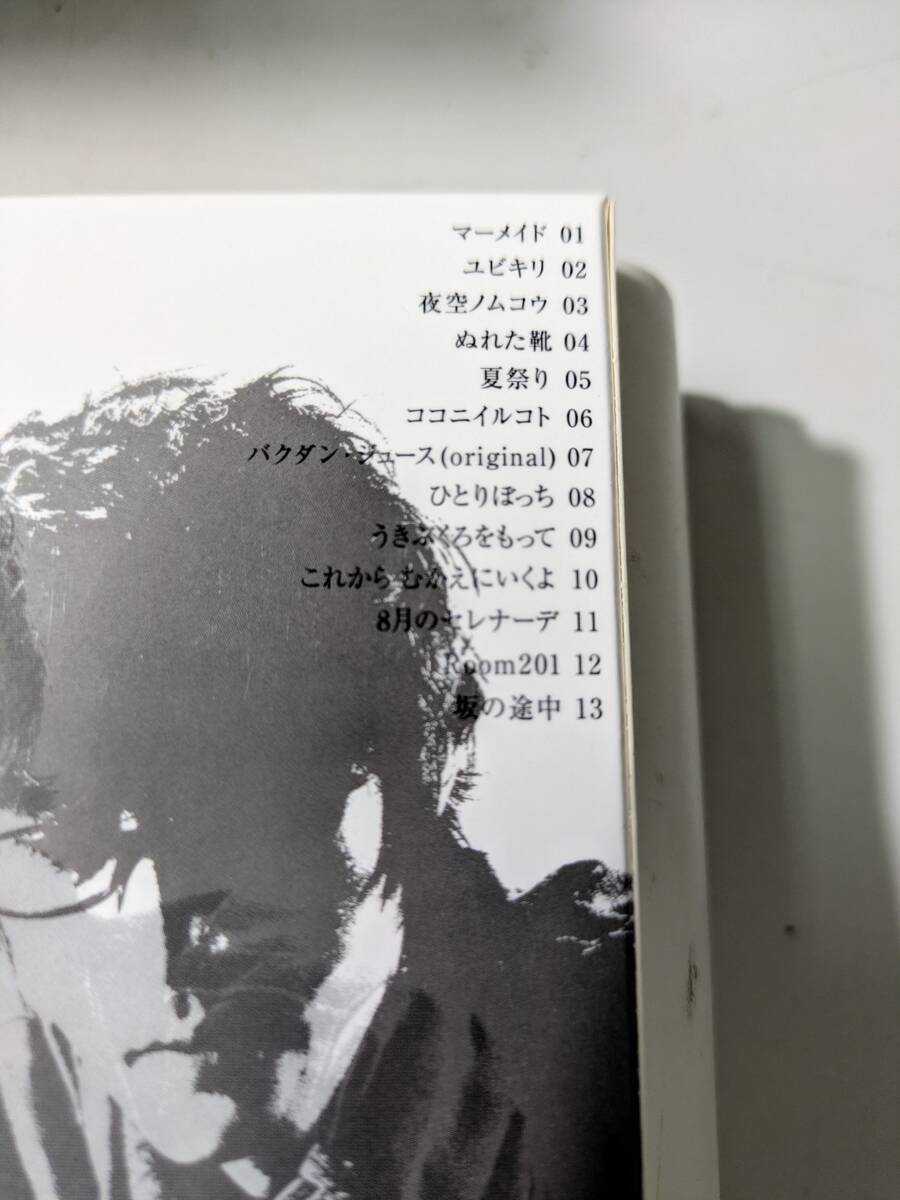 マーメイド 01
ユビキリ 02
夜空ノムコウ 03
ぬれた靴 04
夏祭り 05
ココニイルコト 06
バクダン・ジュース(original) 07
ひとりぼっち 08
うきぶくろをもって 09
これから むかえにいくよ 10
8月のセレナーデ 11
Room201 12
坂の途中 13